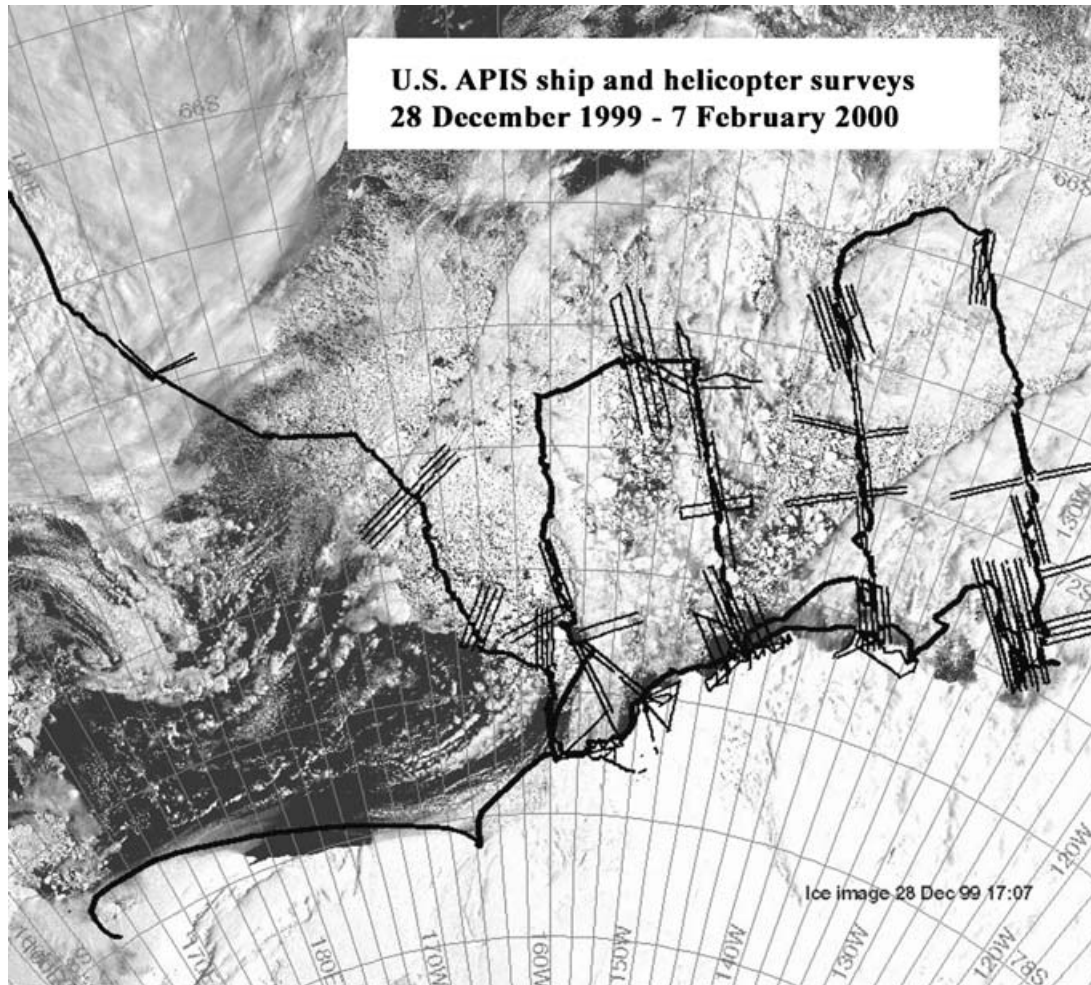 U.S. APIS ship and helicopter surveys
28 December 1999 - 7 February 2000
66S
66S
130W
120W
Ice image 28 Dec 99 17:07
170E
180E
170W
160W
150W
140W
130W
120W
78S